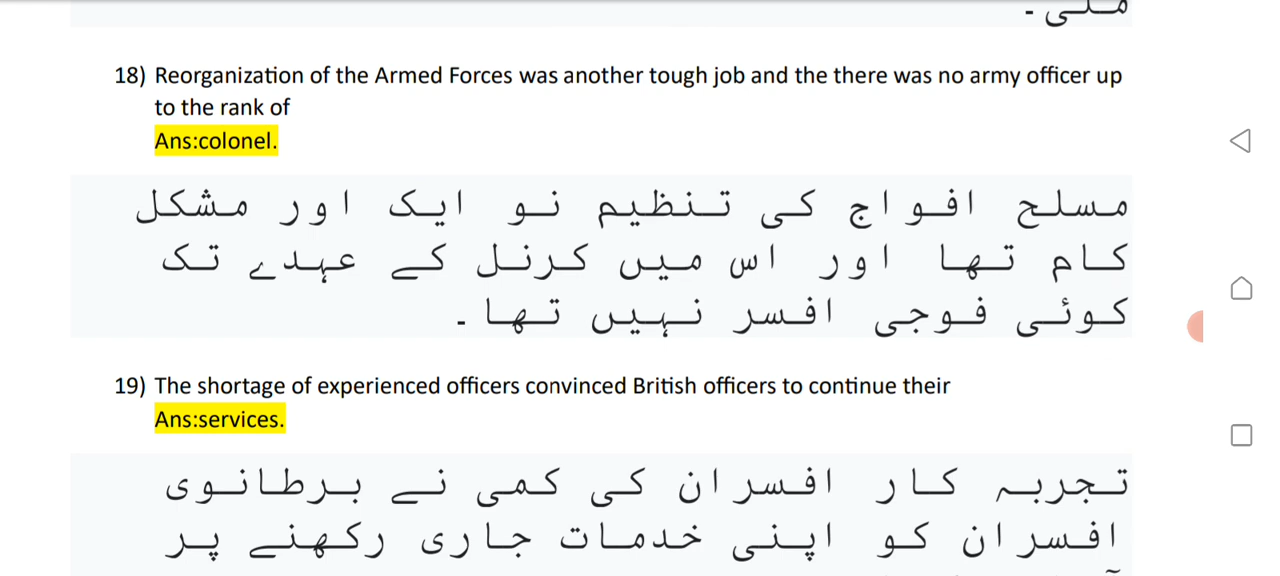 ملی ۔
18) Reorganization of the Armed Forces was another tough job and the there was no army officer up
to the rank of
Ans:colonel.
مسلح افواج کی تنظیم نو ایک اور مشکل
کام تھا اور اس میں کرنل کے عہدے تک
کوئی فوجی افسر نہیں تھا ۔
19) The shortage of experienced officers convinced British officers to continue their
Ans:services.
تجربہ کار افسران کی کمی نے برطانوی
افسران کو اپنی خدمات جاری رکھنے پر